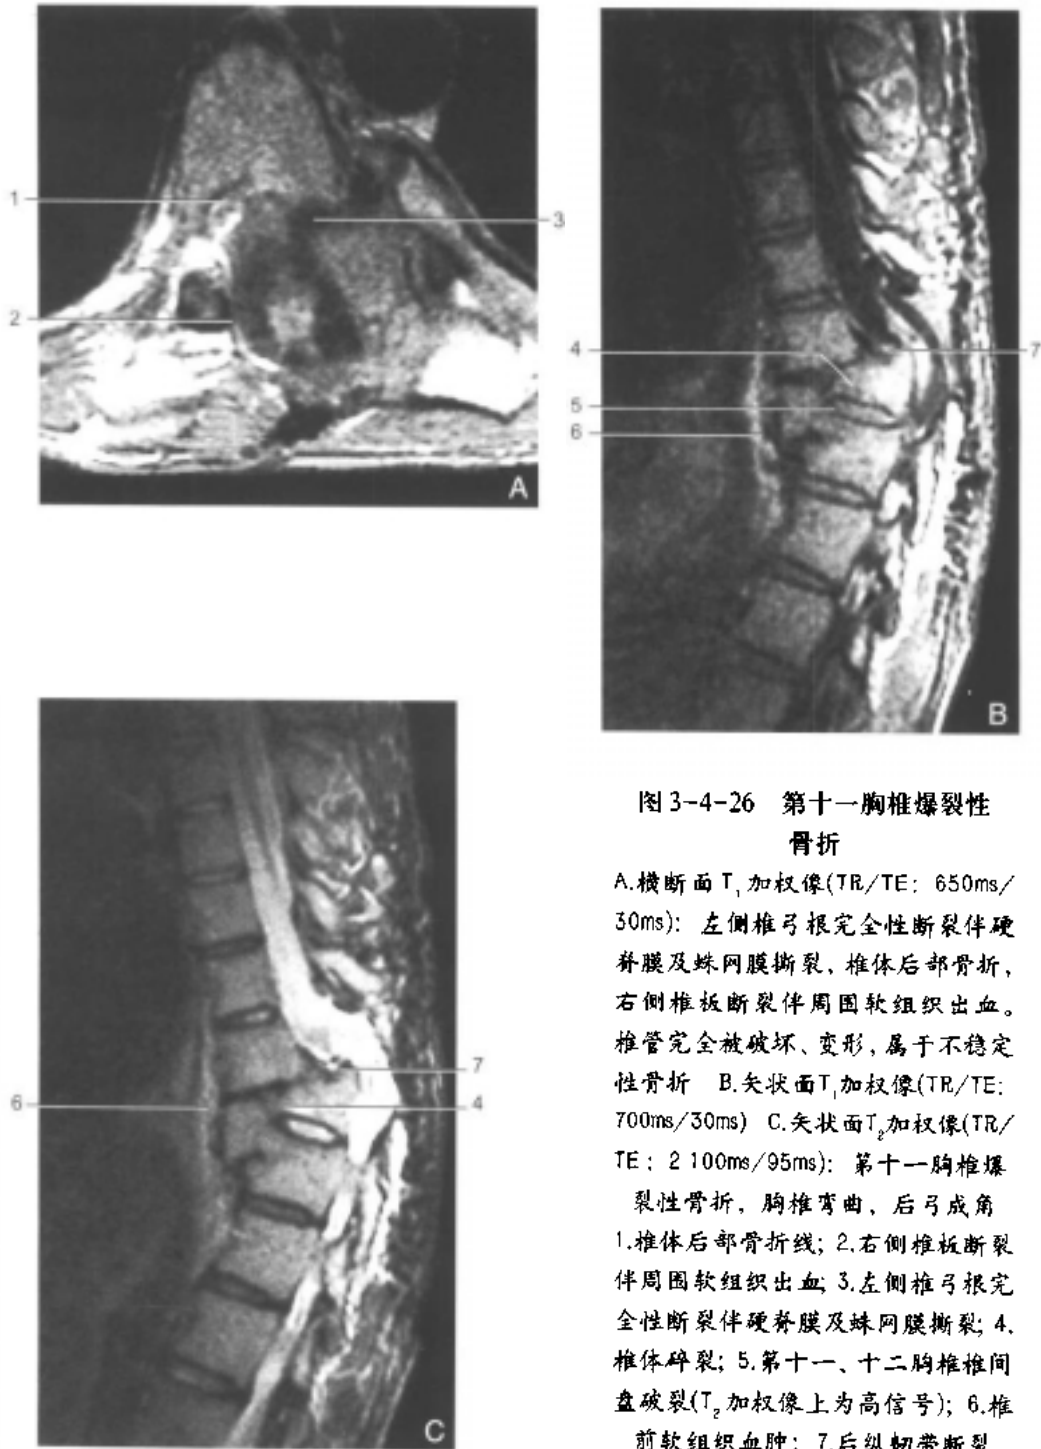 1
2
3
A
4
5
6
7
B
6
7
4
C
图3-4-26 第十一胸椎爆裂性
骨折
A.横断面T₁加权像(TR/TE: 650ms/
30ms): 左侧椎弓根完全性断裂伴硬
脊膜及蛛网膜撕裂, 椎体后部骨折,
右侧椎板断裂伴周围软组织出血。
椎管完全被破坏、变形, 属于不稳定
性骨折 B.矢状面T₁加权像(TR/TE:
700ms/30ms) C.矢状面T₂加权像(TR/
TE: 2 100ms/95ms): 第十一胸椎爆
裂性骨折, 胸椎弯曲, 后弓成角
1.椎体后部骨折线; 2.右侧椎板断裂
伴周围软组织出血; 3.左侧椎弓根完
全性断裂伴硬脊膜及蛛网膜撕裂; 4.
椎体碎裂; 5.第十一、十二胸椎椎间
盘破裂(T₂加权像上为高信号); 6.椎
前软组织血肿; 7.后纵韧带断裂